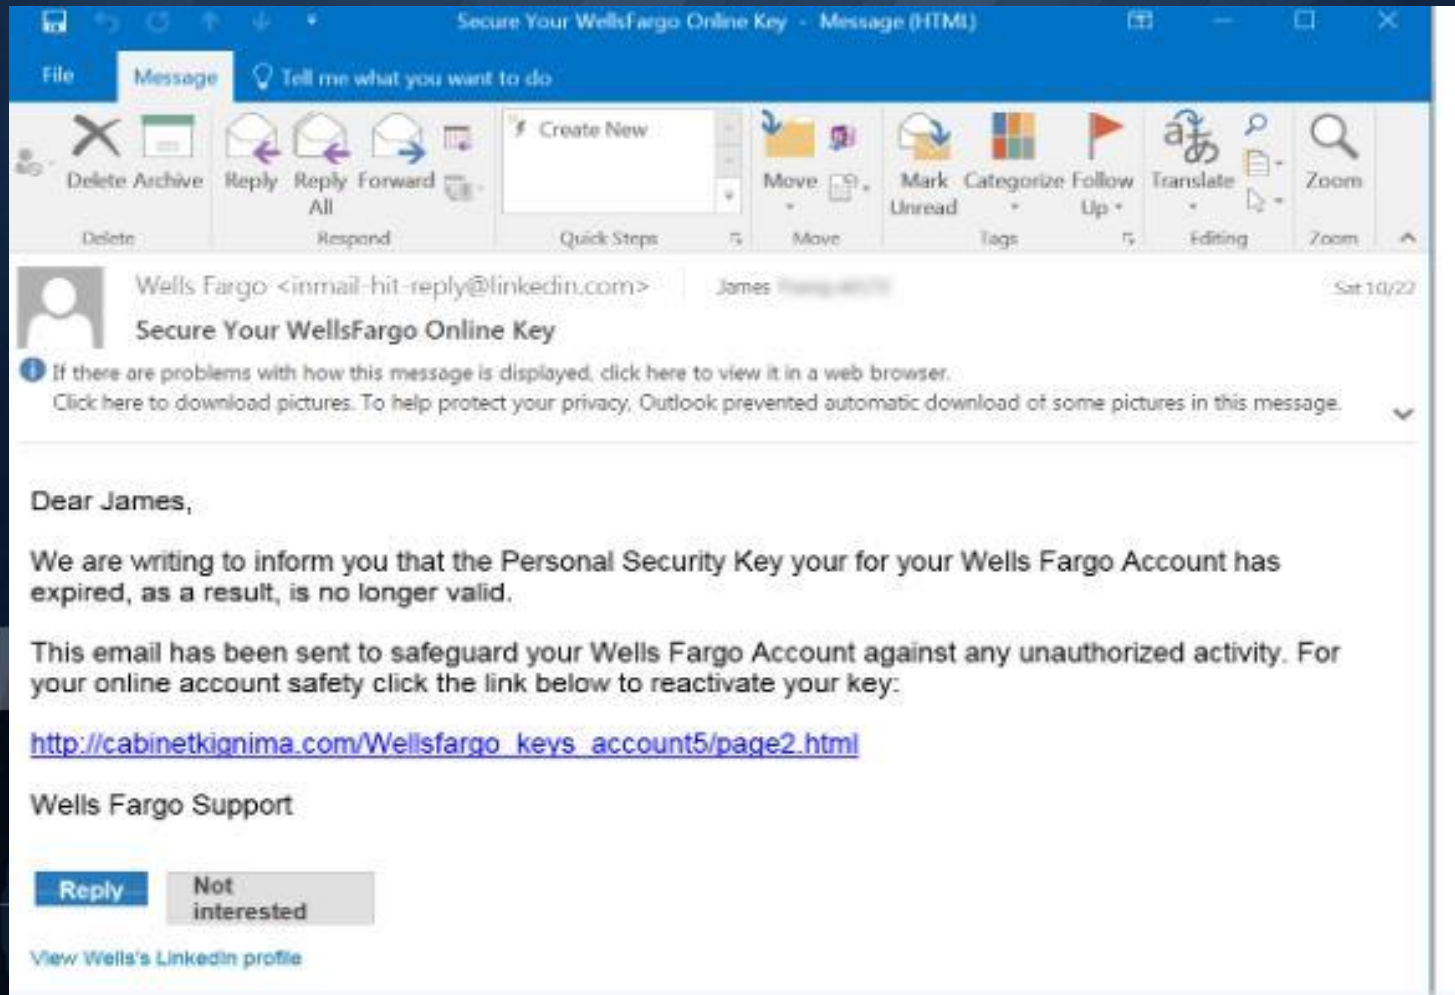 Secure Your WellsFargo Online Key - Message (HTML)
File Message Tell me what you want to do
Delete Archive Reply Reply All Forward Create New Move Mark Unread Categorize Follow Up Translate Zoom
Delete Respond Quick Steps Move Tags Editing Zoom
Wells Fargo <inmail-hit-reply@linkedin.com> James Sat 10/22
Secure Your WellsFargo Online Key
If there are problems with how this message is displayed, click here to view it in a web browser.
Click here to download pictures. To help protect your privacy, Outlook prevented automatic download of some pictures in this message.
Dear James,
We are writing to inform you that the Personal Security Key your for your Wells Fargo Account has
expired, as a result, is no longer valid.
This email has been sent to safeguard your Wells Fargo Account against any unauthorized activity. For
your online account safety click the link below to reactivate your key:
http://cabinetkignima.com/Wellsfargo_keys_account5/page2.html
Wells Fargo Support
Reply Not
interested
View Wells's LinkedIn profile